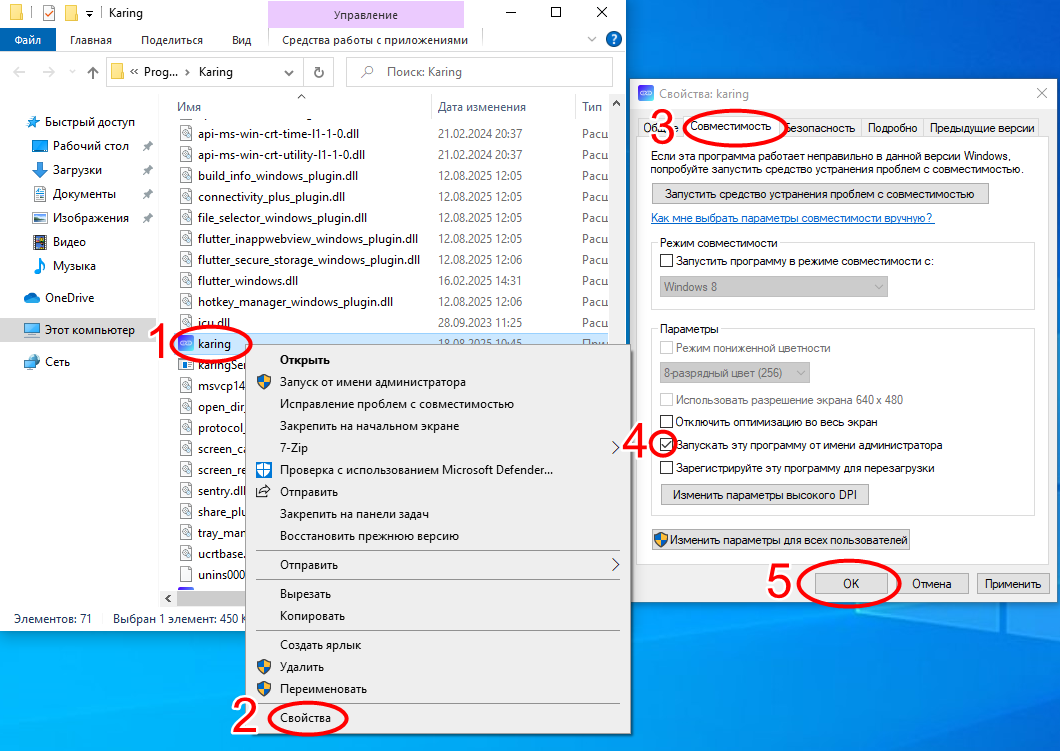 Karing
Управление
Файл
Главная
Поделиться
Вид
Средства работы с приложениями
Prog...
Karing
Поиск: Karing
Быстрый доступ
Рабочий стол
Загрузки
Документы
Изображения
Видео
Музыка
OneDrive
Этот компьютер
Сеть
Имя Дата изменения Тип
api-ms-win-crt-time-l1-1-0.dll 21.02.2024 20:37 Расш
api-ms-win-crt-utility-l1-1-0.dll 21.02.2024 20:37 Расш
build_info_windows_plugin.dll 12.08.2025 12:05 Расш
connectivity_plus_plugin.dll 12.08.2025 12:05 Расш
file_selector_windows_plugin.dll 12.08.2025 12:05 Расш
flutter_inappwebview_windows_plugin.dll 12.08.2025 12:05 Расш
flutter_secure_storage_windows_plugin.dll 12.08.2025 12:06 Расш
flutter_windows.dll 16.02.2025 14:31 Расш
hotkey_manager_windows_plugin.dll 12.08.2025 12:06 Расш
icu.dll 28.09.2023 11:25 Расш
1 karing 18.08.2025 10:45
karingSer
msvcp14
open_dir_
protocol_
screen_ca
screen_re
sentry.dll
share_plu
tray_man
ucrtbase.
unins000
Элементов: 71
Выбран 1 элемент: 450 К
Открыть
Запуск от имени администратора
Исправление проблем с совместимостью
Закрепить на начальном экране
7-Zip
Проверка с использованием Microsoft Defender...
Отправить
Закрепить на панели задач
Восстановить прежнюю версию
Отправить
Вырезать
Копировать
Создать ярлык
Удалить
Переименовать
2 Свойства
Свойства: karing
3
Общие
Совместимость
Безопасность
Подробно
Предыдущие версии
Если эта программа работает неправильно в данной версии Windows,
попробуйте запустить средство устранения проблем с совместимостью.
Запустить средство устранения проблем с совместимостью
Как мне выбрать параметры совместимости вручную?
Режим совместимости
Запустить программу в режиме совместимости с:
Windows 8
Параметры
Режим пониженной цветности
8-разрядный цвет (256)
Использовать разрешение экрана 640 x 480
Отключить оптимизацию во весь экран
4 Запускать эту программу от имени администратора
Зарегистрируйте эту программу для перезагрузки
Изменить параметры высокого DPI
Изменить параметры для всех пользователей
5 ОК
Отмена
Применить